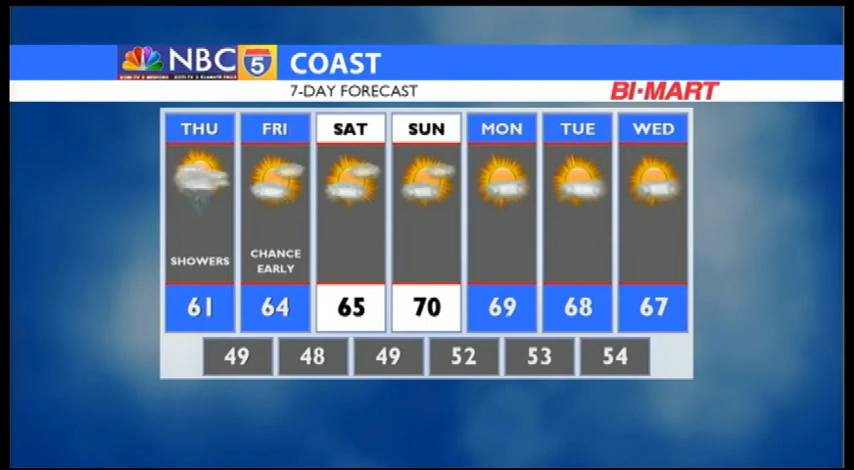 NBC 5 COAST
7-DAY FORECAST BI-MART
THU FRI SAT SUN MON TUE WED
SHOWERS CHANCE
EARLY
61 64 65 70 69 68 67
49 48 49 52 53 54